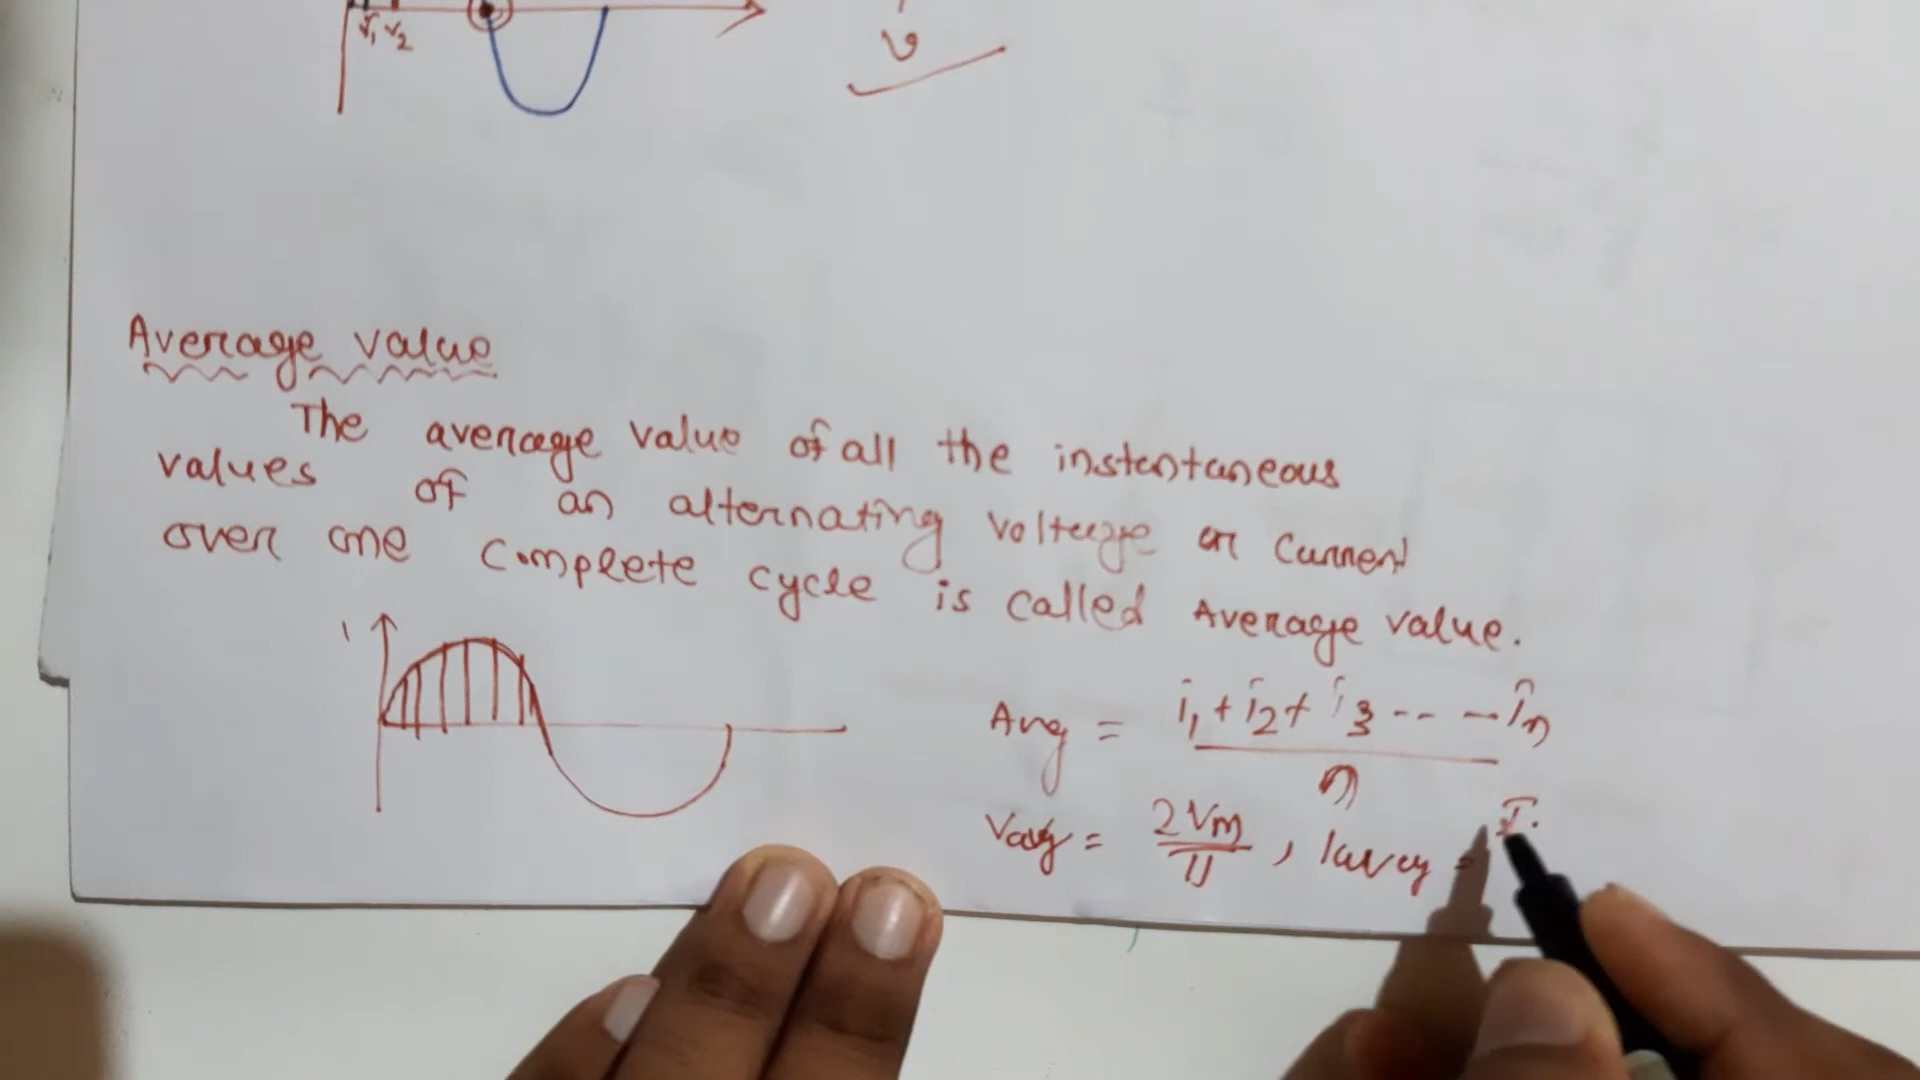 v₁ v₂
v
Average value
The average value of all the instantaneous
values of an alternating voltage or current
over one complete cycle is called Average value.
i
Avg = i₁ + i₂ + i₃ -- - iₙ
n
Vavg = 2Vm/π , Iavg = I